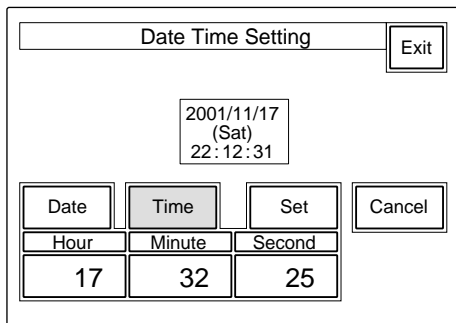 Date Time Setting
Exit
2001/11/17
(Sat)
22:12:31
Date Time Set Cancel
Hour Minute Second
17 32 25